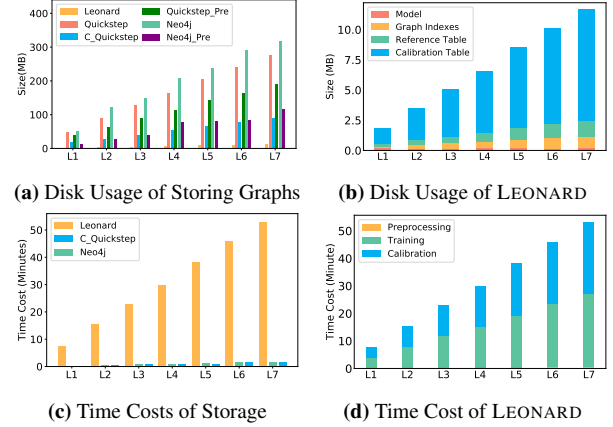 Leonard
Quickstep
C_Quickstep
Quickstep_Pre
Neo4j
Neo4j_Pre
Size(MB)
400
300
200
100
0
L1 L2 L3 L4 L5 L6 L7
(a) Disk Usage of Storing Graphs
Model
Graph Indexes
Reference Table
Calibration Table
Size (MB)
10.0
7.5
5.0
2.5
0.0
L1 L2 L3 L4 L5 L6 L7
(b) Disk Usage of LEONARD
Leonard
C_Quickstep
Neo4j
Time Cost (Minutes)
50
40
30
20
10
0
L1 L2 L3 L4 L5 L6 L7
(c) Time Costs of Storage
Preprocessing
Training
Calibration
Time Cost (Minute)
50
40
30
20
10
0
L1 L2 L3 L4 L5 L6 L7
(d) Time Cost of LEONARD